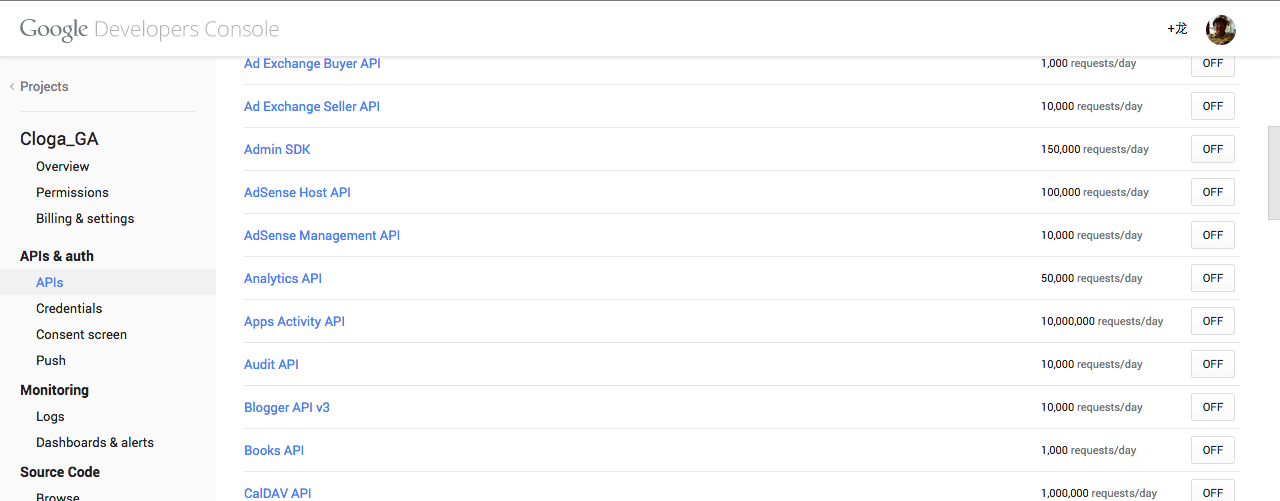 Google Developers Console
+龙
Projects
Cloga_GA
Overview
Permissions
Billing & settings
APIs & auth
APIs
Credentials
Consent screen
Push
Monitoring
Logs
Dashboards & alerts
Source Code
Browse
Ad Exchange Buyer API 1,000 requests/day OFF
Ad Exchange Seller API 10,000 requests/day OFF
Admin SDK 150,000 requests/day OFF
AdSense Host API 100,000 requests/day OFF
AdSense Management API 10,000 requests/day OFF
Analytics API 50,000 requests/day OFF
Apps Activity API 10,000,000 requests/day OFF
Audit API 10,000 requests/day OFF
Blogger API v3 10,000 requests/day OFF
Books API 1,000 requests/day OFF
CalDAV API 1,000,000 requests/day OFF